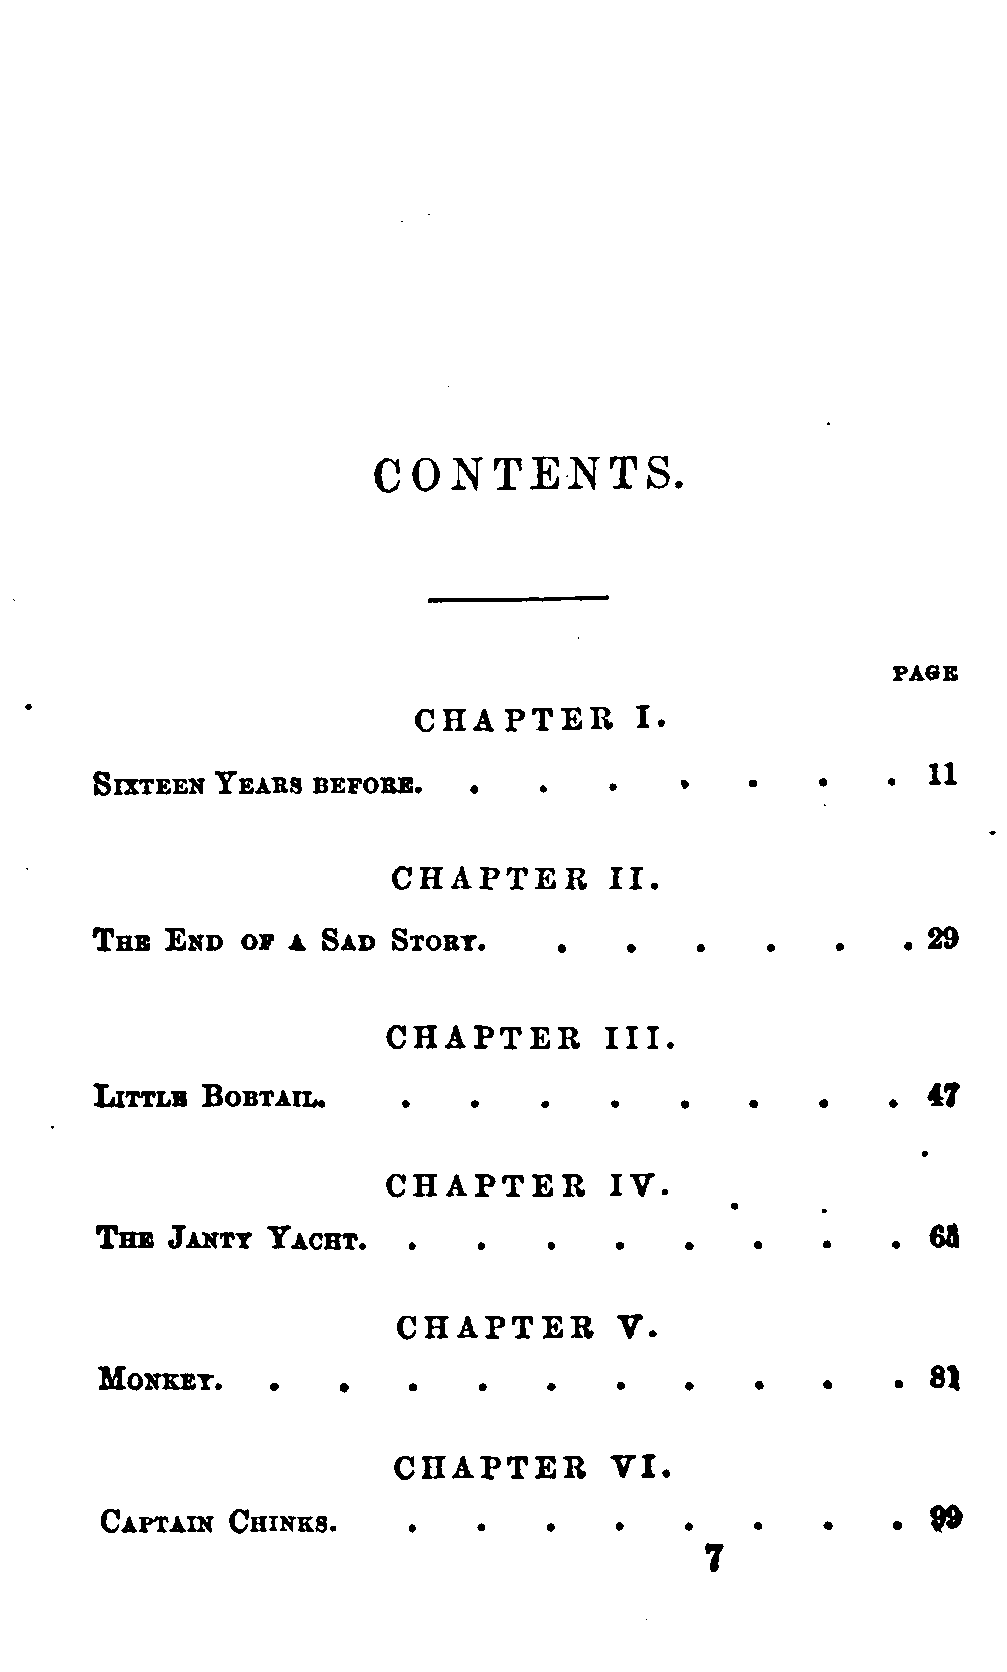 CONTENTS.
PAGE
CHAPTER I.
SIXTEEN YEARS BEFORE. . . . . . . . 11
CHAPTER II.
THE END OF A SAD STORY. . . . . . . 29
CHAPTER III.
LITTLE BOBTAIL. . . . . . . . . 47
CHAPTER IV.
THE JANTY YACHT. . . . . . . . . 65
CHAPTER V.
MONKEY. . . . . . . . . . . 81
CHAPTER VI.
CAPTAIN CHINKS. . . . . . . . . 99
7